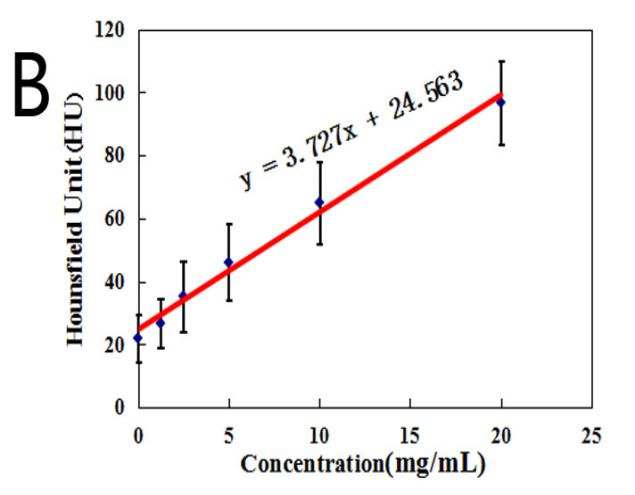 B
Hounsfield Unit(HU)
120
100
80
60
40
20
0
y = 3.727x + 24.563
0 5 10 15 20 25
Concentration(mg/mL)